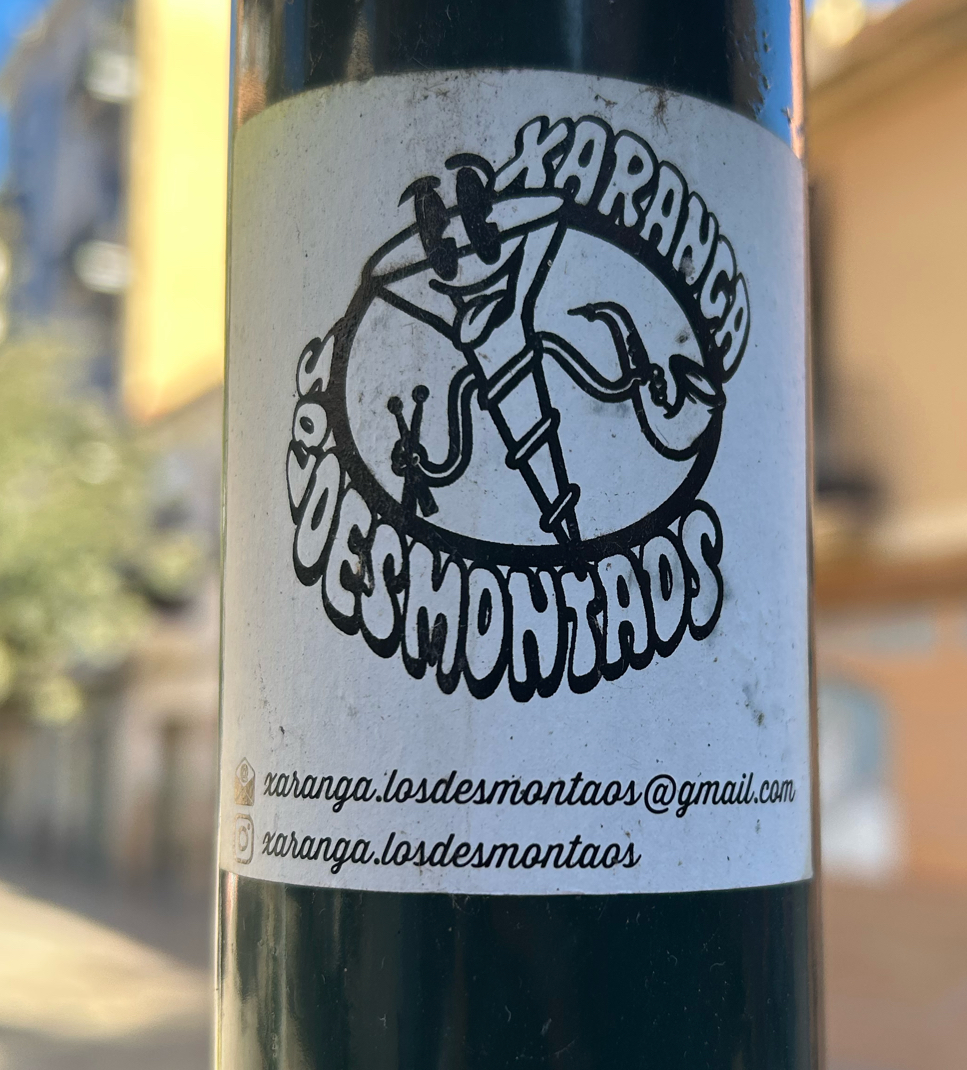 XARANGA
LOS DESMONTAOS
xaranga.losdesmontaos@gmail.com
xaranga.losdesmontaos